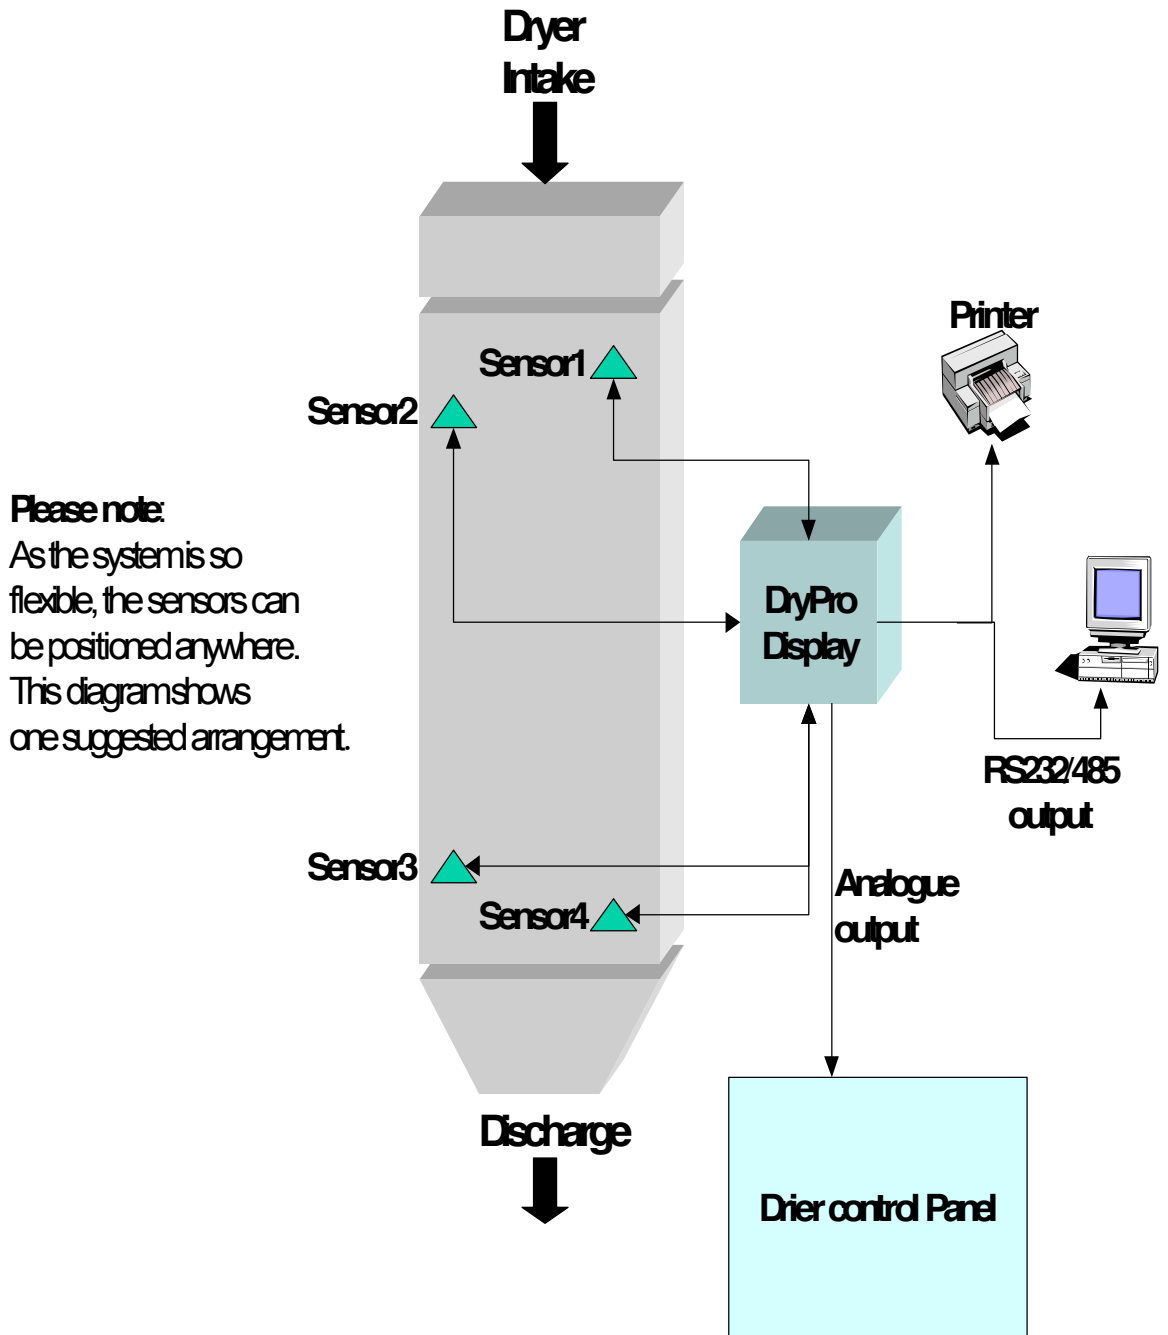 Dryer
Intake
Printer
Sensor1
Sensor2
Please note:
As the system is so
flexible, the sensors can
be positioned anywhere.
This diagram shows
one suggested arrangement.
DryPro
Display
RS232/485
output
Sensor3
Sensor4
Analogue
output
Discharge
Drier control Panel